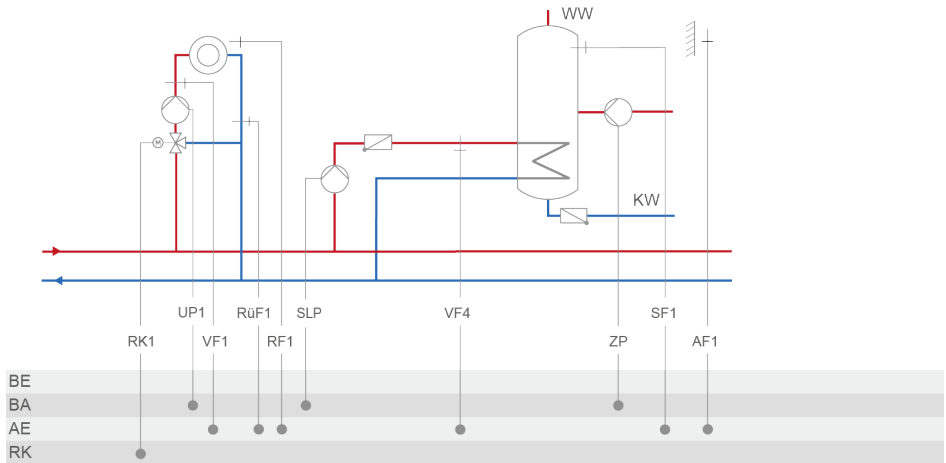 WW
M
KW
UP1 RüF1 SLP VF4 SF1
RK1 VF1 RF1 ZP AF1
BE
BA
AE
RK